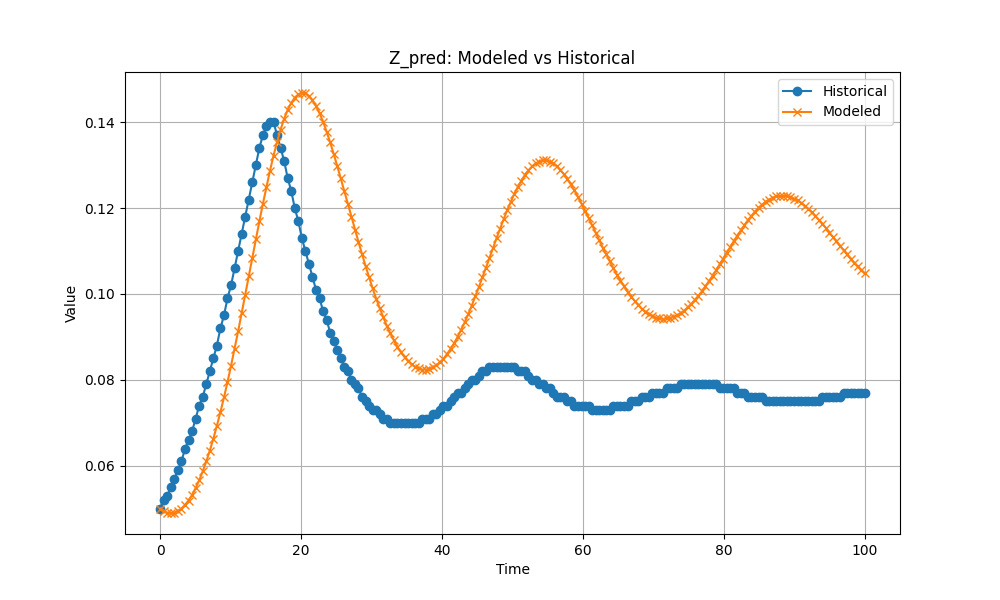 Z_pred: Modeled vs Historical
Historical
Modeled
Value
0.14
0.12
0.10
0.08
0.06
0 20 40 60 80 100
Time